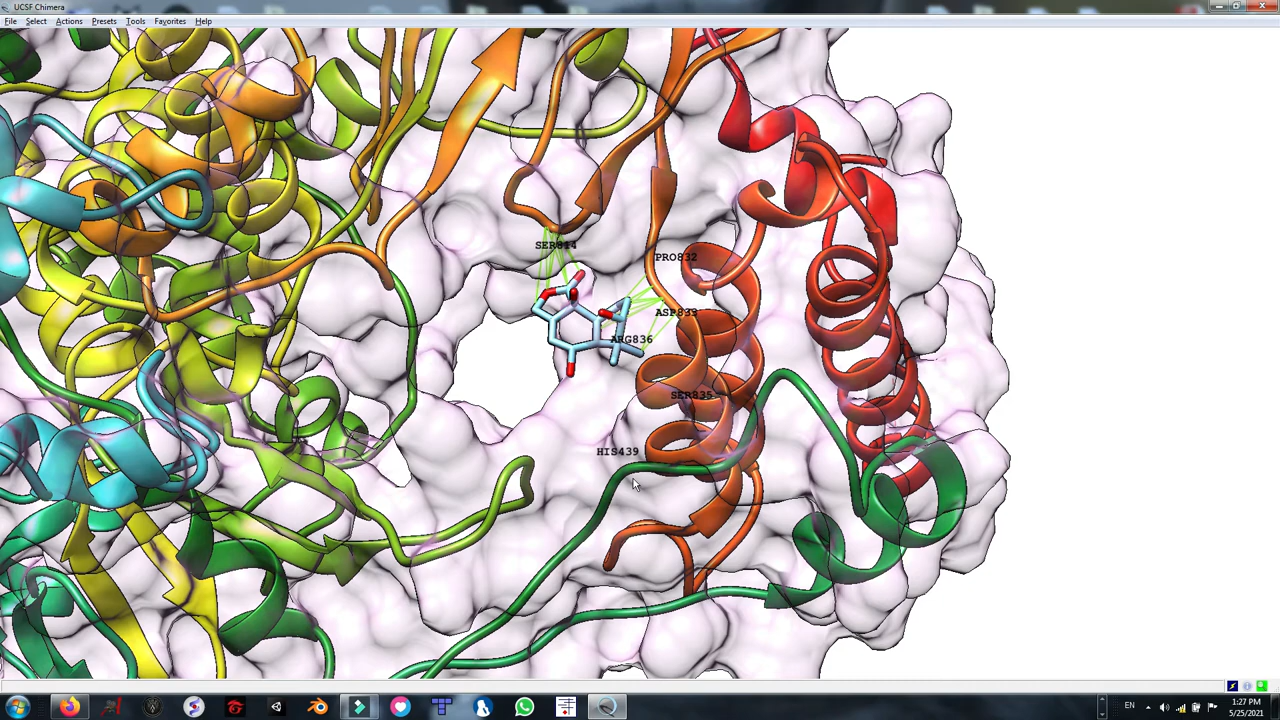 UCSF Chimera
File Select Actions Presets Tools Favorites Help
SER814
PRO832
ASP833
ARG836
SER835
HIS439
EN
1:27 PM
5/25/2021